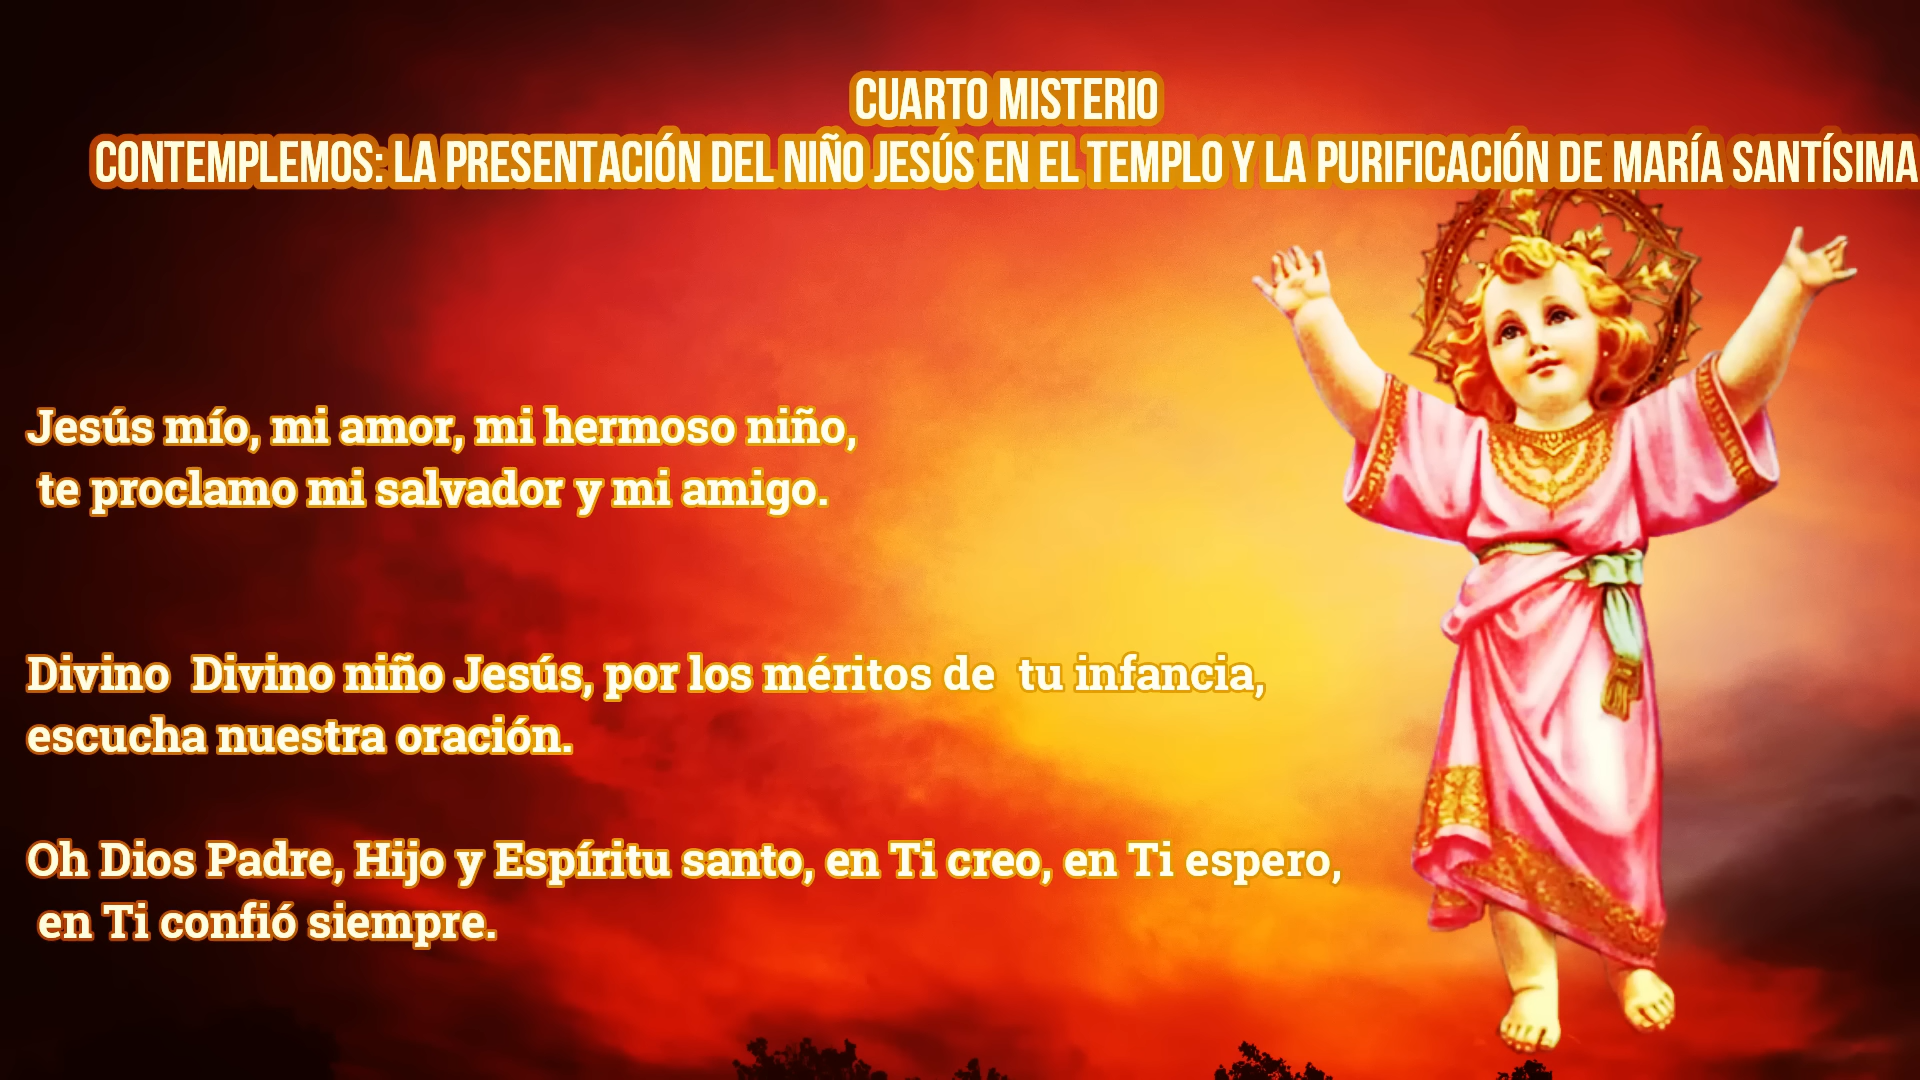 CUARTO MISTERIO
CONTEMPLEMOS: LA PRESENTACIÓN DEL NIÑO JESÚS EN EL TEMPLO Y LA PURIFICACIÓN DE MARÍA SANTÍSIMA
Jesús mío, mi amor, mi hermoso niño,
te proclamo mi salvador y mi amigo.
Divino Divino niño Jesús, por los méritos de tu infancia,
escucha nuestra oración.
Oh Dios Padre, Hijo y Espíritu santo, en Ti creo, en Ti espero,
en Ti confió siempre.